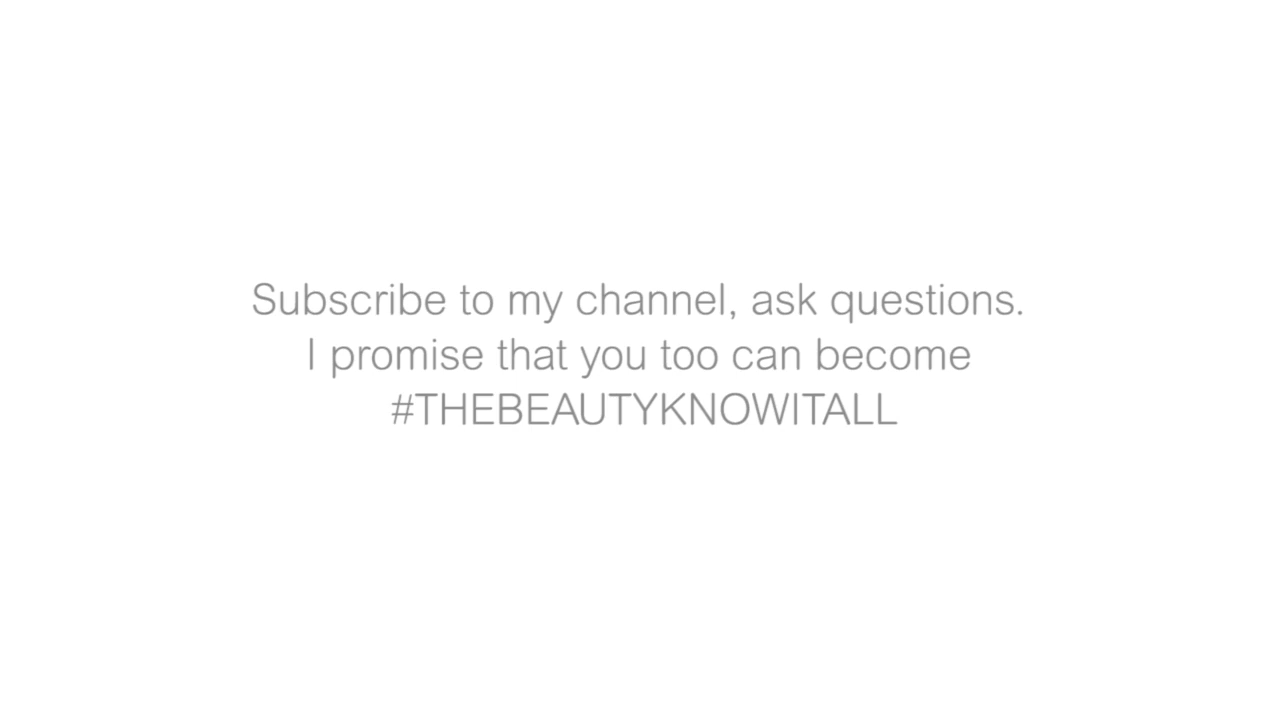 Subscribe to my channel, ask questions.
I promise that you too can become
#THEBEAUTYKNOWITALL